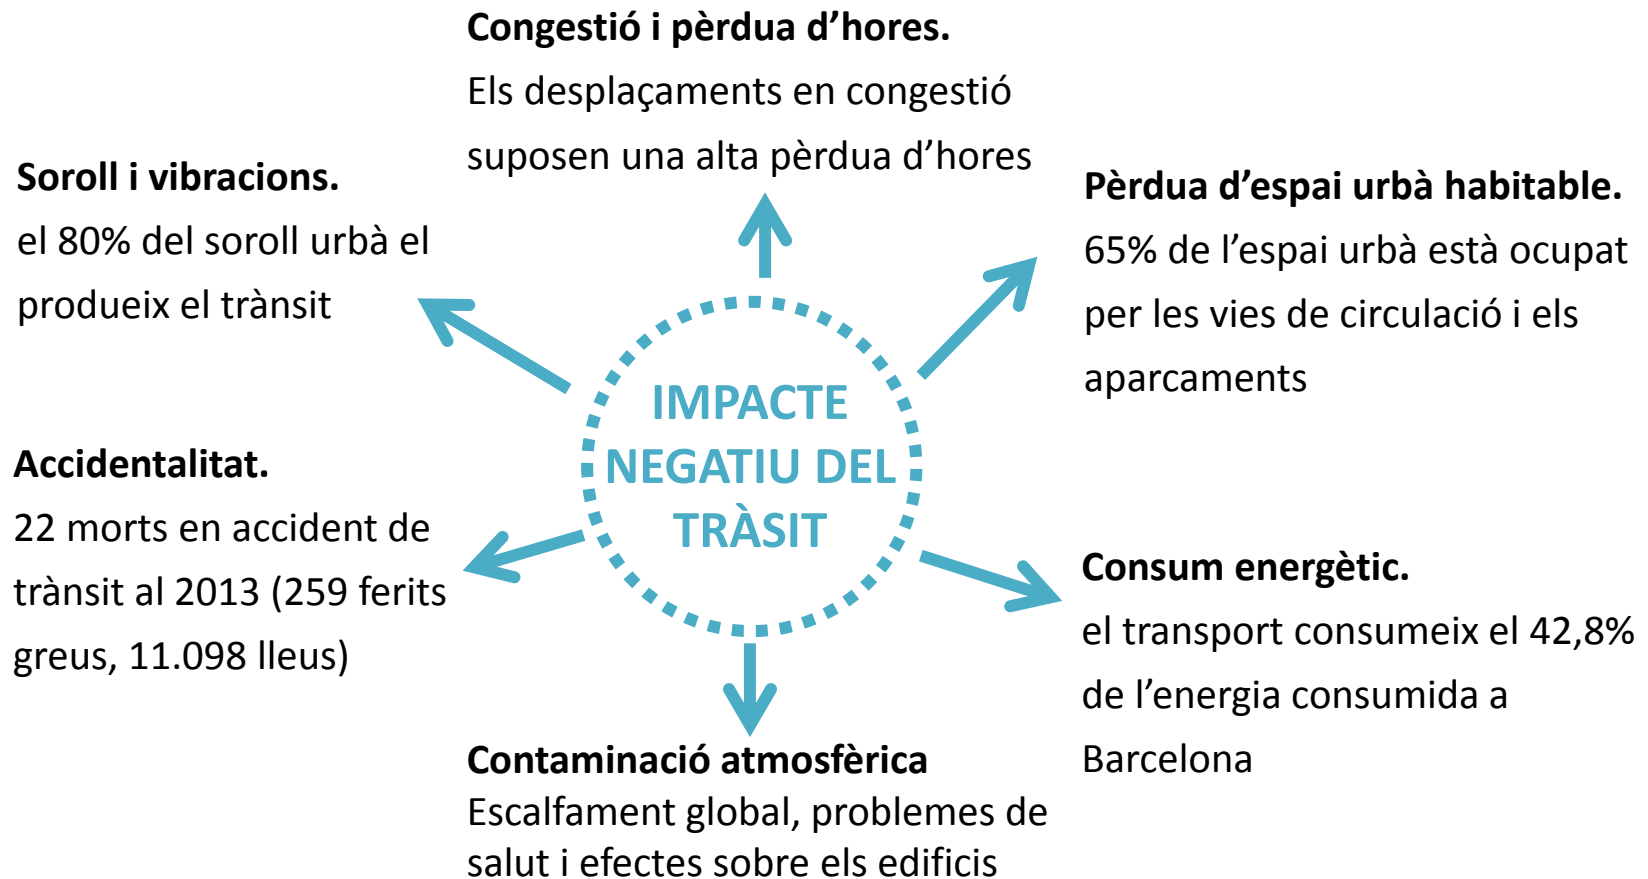 Congestió i pèrdua d’hores.
Els desplaçaments en congestió
suposen una alta pèrdua d’hores
Soroll i vibracions.
el 80% del soroll urbà el
produeix el trànsit
Pèrdua d’espai urbà habitable.
65% de l’espai urbà està ocupat
per les vies de circulació i els
aparcaments
IMPACTE
NEGATIU DEL
TRÀSIT
Accidentalitat.
22 morts en accident de
trànsit al 2013 (259 ferits
greus, 11.098 lleus)
Consum energètic.
el transport consumeix el 42,8%
de l’energia consumida a
Barcelona
Contaminació atmosfèrica
Escalfament global, problemes de
salut i efectes sobre els edificis